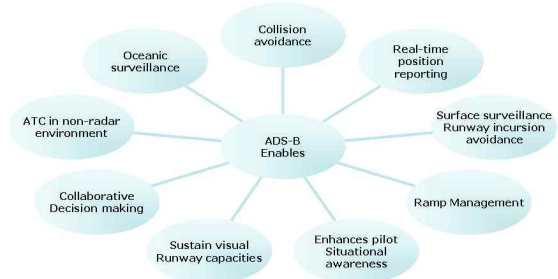 Collision
avoidance
Real-time
position
reporting
Surface surveillance
Runway incursion
avoidance
Ramp Management
Enhances pilot
Situational
awareness
Sustain visual
Runway capacities
Collaborative
Decision making
ATC in non-radar
environment
Oceanic
surveillance
ADS-B
Enables